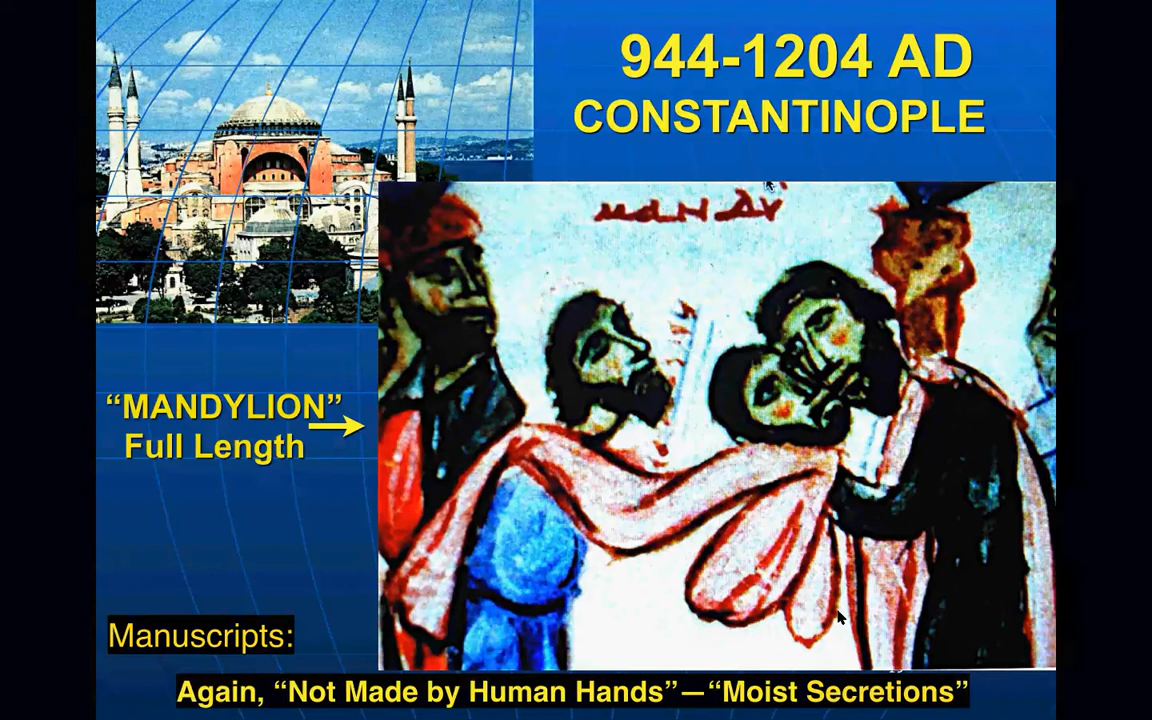 944-1204 AD
CONSTANTINOPLE
“MANDYLION”
Full Length
Manuscripts:
Again, “Not Made by Human Hands”—“Moist Secretions”